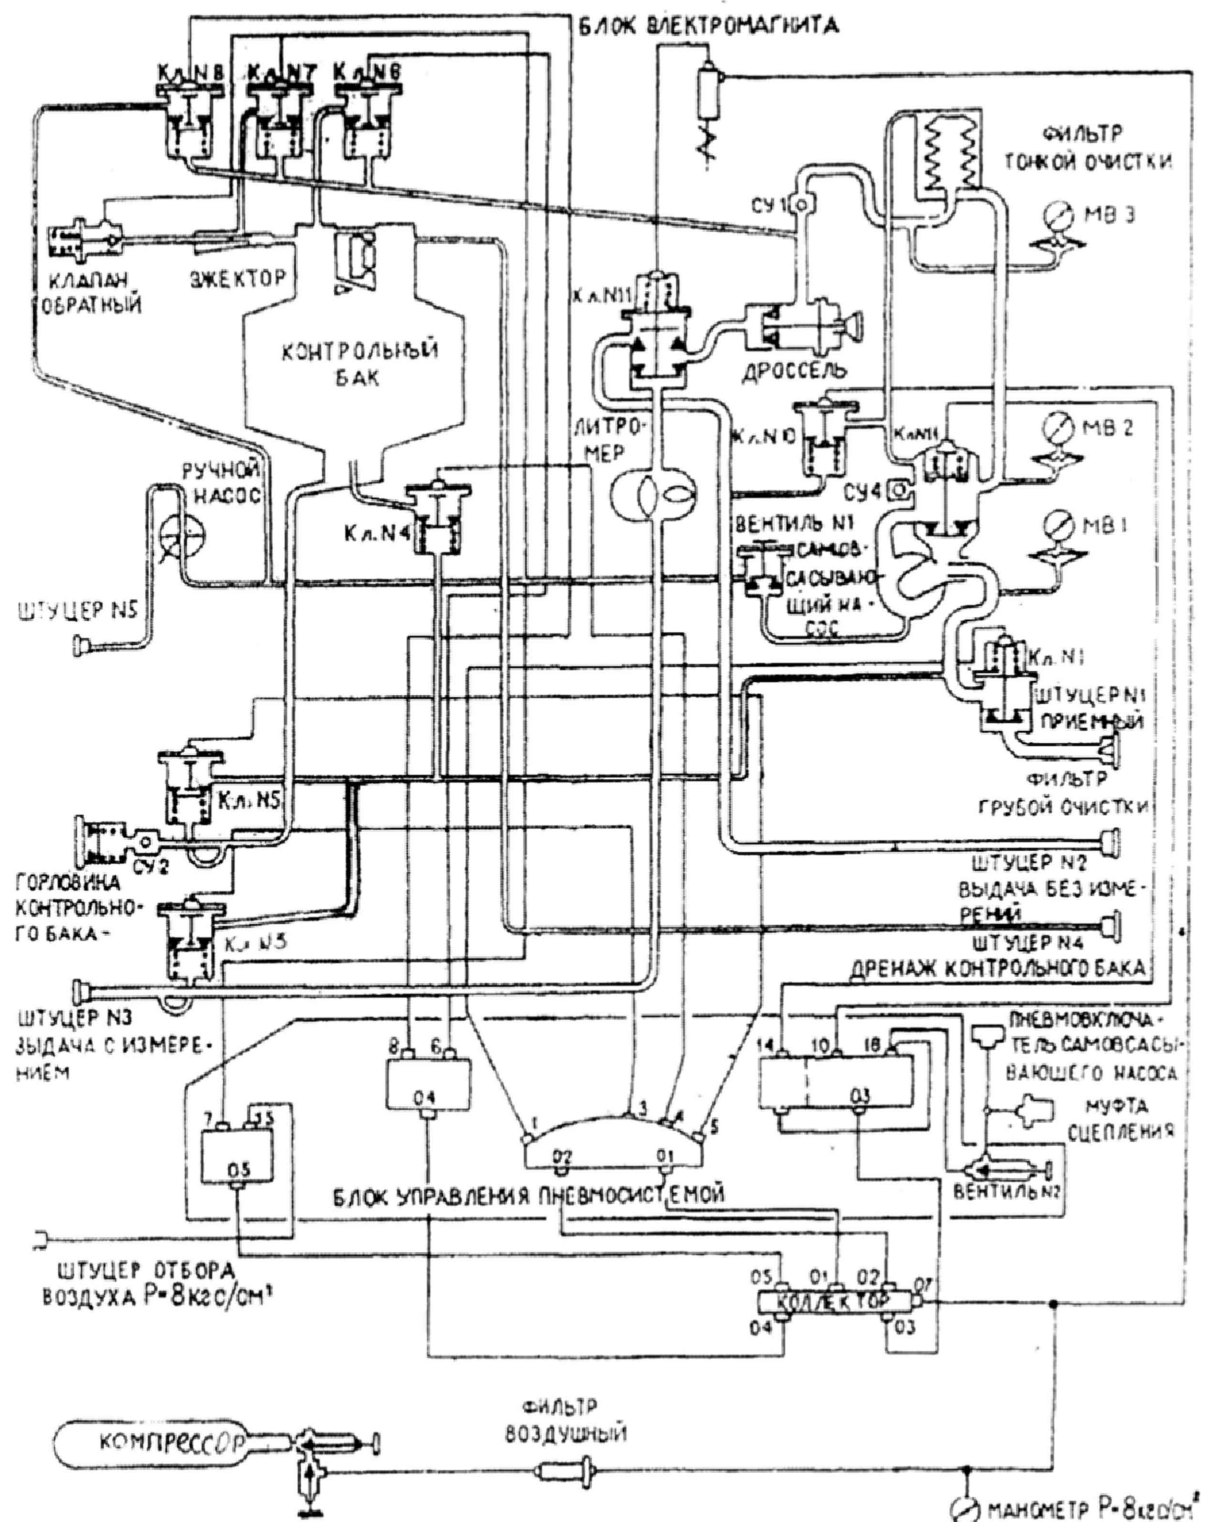 БЛОК ЭЛЕКТРОМАГНИТА
Кл N8
Кл N7
Кл N6
ФИЛЬТР
ТОНКОЙ ОЧИСТКИ
СУ1
МВ 3
КЛАПАН
ОБРАТНЫЙ
ЭЖЕКТОР
Кл.N11
КОНТРОЛЬНЫЙ
БАК
ДРОССЕЛЬ
ЛИТРО-
МЕР
Кл.N10
МВ 2
РУЧНОЙ
НАСОС
СУ4
Кл.N4
ВЕНТИЛЬ N1
САМОВ-
САСЫВАЮ-
ЩИЙ НА-
СОС
МВ1
ШТУЦЕР N5
Кл.N1
ШТУЦЕР N1
ПРИЕМНЫЙ
Кл.N5
ФИЛЬТР
ГРУБОЙ ОЧИСТКИ
СУ2
ГОРЛОВИНА
КОНТРОЛЬНО-
ГО БАКА-
ШТУЦЕР N2
ВЫДАЧА БЕЗ ИЗМЕ-
РЕНИЙ
Кл.N3
ШТУЦЕР N4
ДРЕНАЖ КОНТРОЛЬНОГО БАКА
ШТУЦЕР N3
ВЫДАЧА С ИЗМЕРЕ-
НИЕМ
ПНЕВМОВКЛЮЧА-
ТЕЛЬ САМОВСАСЫ-
ВАЮЩЕГО НАСОСА
8 6
04
14 10 18
03
МУФТА
СЦЕПЛЕНИЯ
1 3 4 5
02 01
7
05
ВЕНТИЛЬ N2
БЛОК УПРАВЛЕНИЯ ПНЕВМОСИСТЕМОЙ
ШТУЦЕР ОТБОРА
ВОЗДУХА Р=8кгс/см²
05 01 02 07
КОЛЛЕКТОР
04 03
ФИЛЬТР
ВОЗДУШНЫЙ
КОМПРЕССОР
МАНОМЕТР Р=8кгс/см²